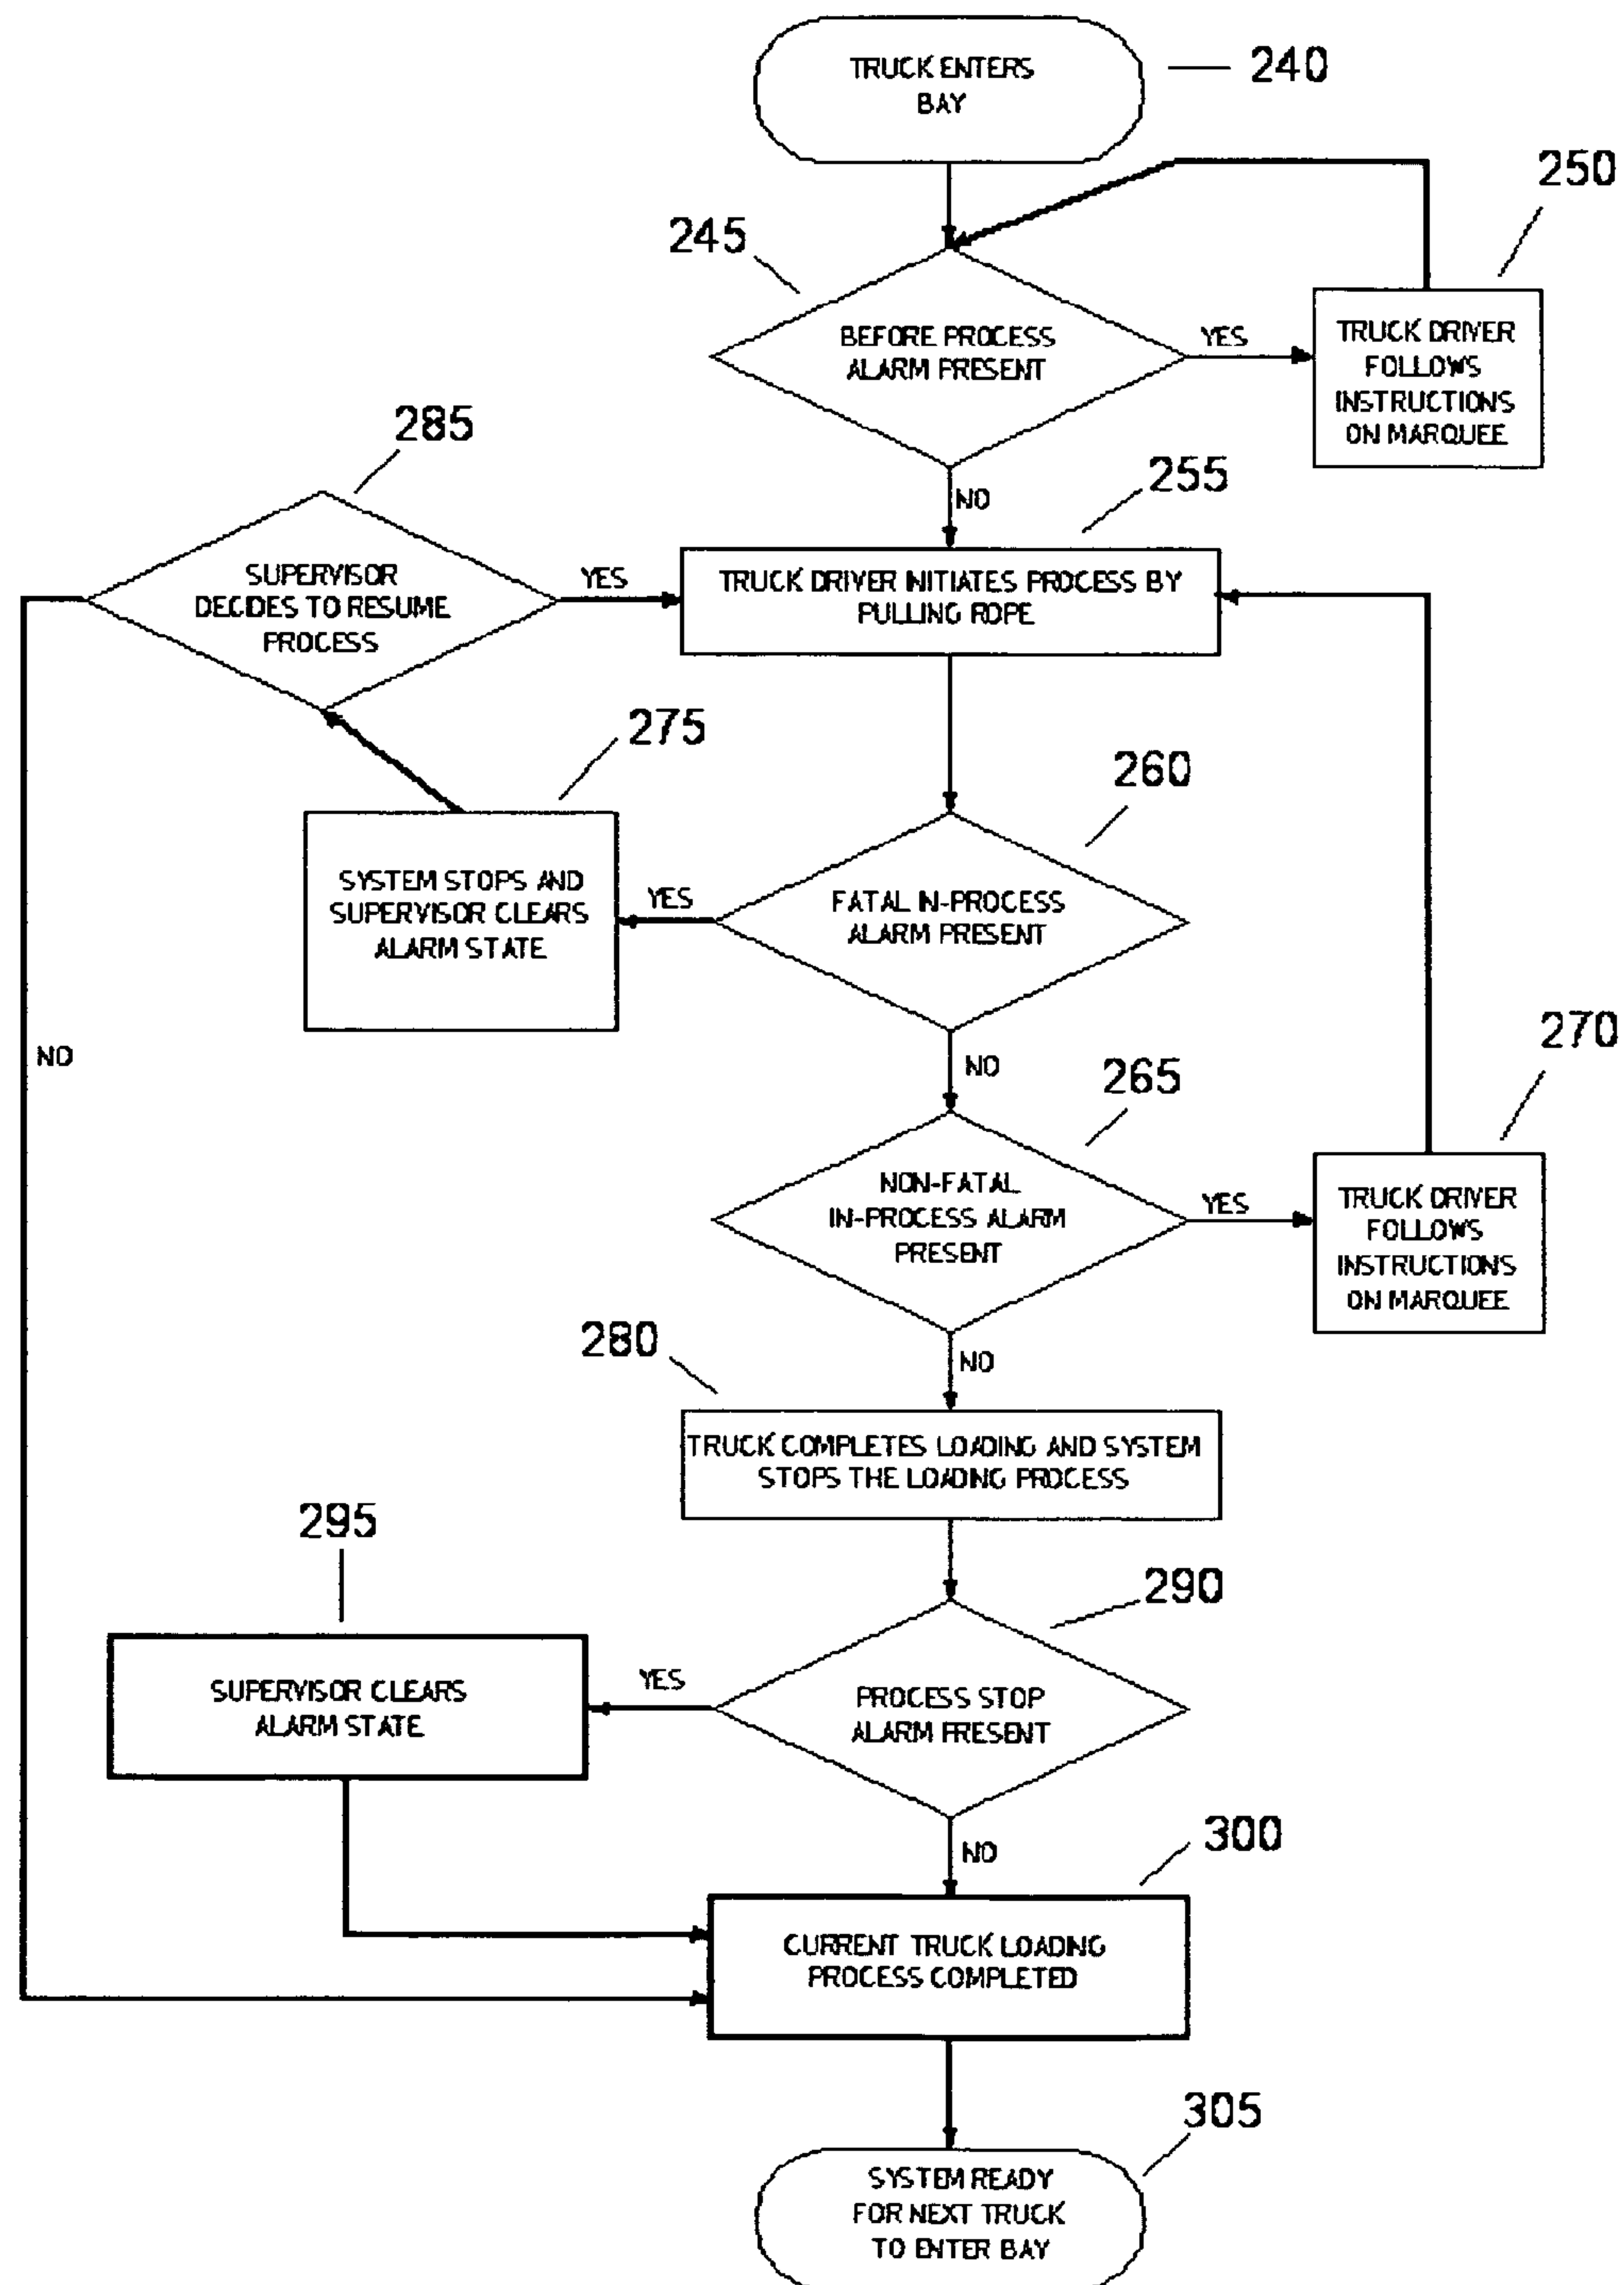 TRUCK ENTERS
BAY
240
250
245
BEFORE PROCESS
ALARM PRESENT
YES
TRUCK DRIVER
FOLLOWS
INSTRUCTIONS
ON MARQUEE
285
NO
255
SUPERVISOR
DECIDES TO RESUME
PROCESS
YES
TRUCK DRIVER INITIATES PROCESS BY
PULLING ROPE
275
260
SYSTEM STOPS AND
SUPERVISOR CLEARS
ALARM STATE
YES
FATAL IN-PROCESS
ALARM PRESENT
NO
NO
265
270
NON-FATAL
IN-PROCESS ALARM
PRESENT
YES
TRUCK DRIVER
FOLLOWS
INSTRUCTIONS
ON MARQUEE
280
NO
TRUCK COMPLETES LOADING AND SYSTEM
STOPS THE LOADING PROCESS
295
290
SUPERVISOR CLEARS
ALARM STATE
YES
PROCESS STOP
ALARM PRESENT
300
NO
CURRENT TRUCK LOADING
PROCESS COMPLETED
305
SYSTEM READY
FOR NEXT TRUCK
TO ENTER BAY